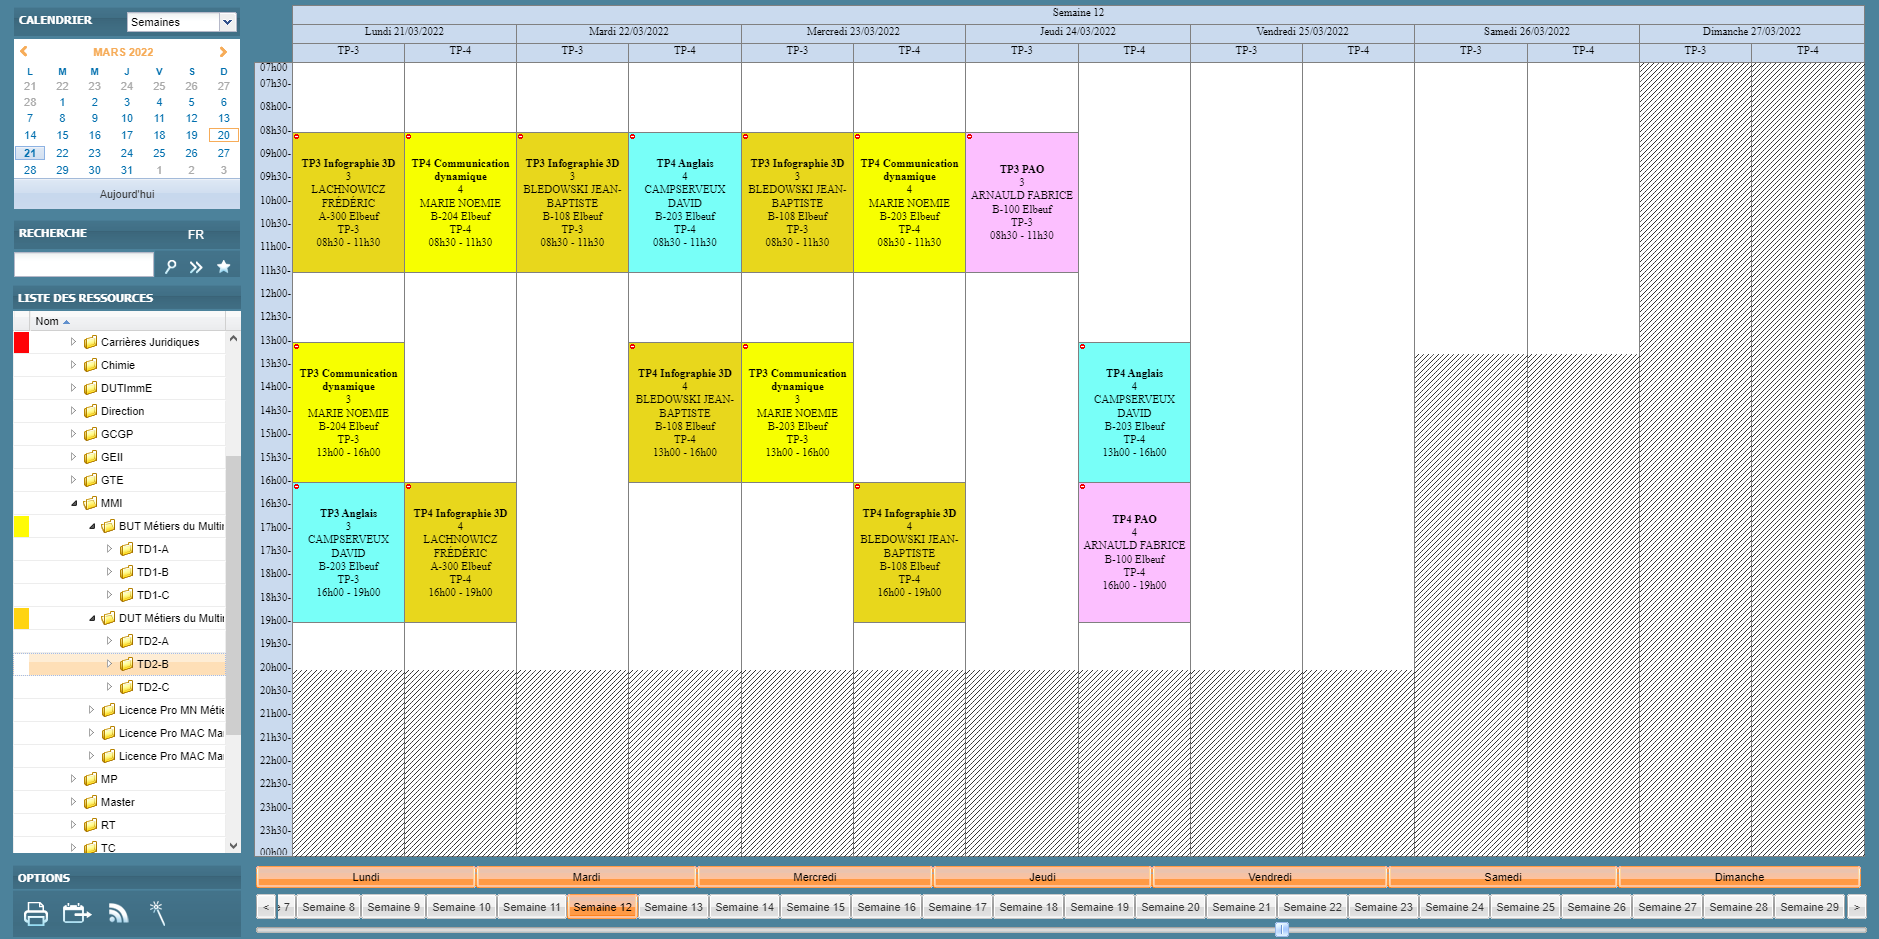 CALENDRIER
Semaines
MARS 2022
L M M J V S D
21 22 23 24 25 26 27
28 1 2 3 4 5 6
7 8 9 10 11 12 13
14 15 16 17 18 19 20
21 22 23 24 25 26 27
28 29 30 31 1 2 3
Aujourd'hui
RECHERCHE FR
LISTE DES RESSOURCES
Nom
Carrières Juridiques
Chimie
DUTImmE
Direction
GCGP
GEII
GTE
MMI
BUT Métiers du Multin
TD1-A
TD1-B
TD1-C
DUT Métiers du Multin
TD2-A
TD2-B
TD2-C
Licence Pro MN Métie
Licence Pro MAC Mar
Licence Pro MAC Mar
MP
Master
RT
TC
OPTIONS
Semaine 12
Lundi 21/03/2022 Mardi 22/03/2022 Mercredi 23/03/2022 Jeudi 24/03/2022 Vendredi 25/03/2022 Samedi 26/03/2022 Dimanche 27/03/2022
TP-3 TP-4 TP-3 TP-4 TP-3 TP-4 TP-3 TP-4 TP-3 TP-4 TP-3 TP-4 TP-3 TP-4
07h00
07h30-
08h00-
08h30-
09h00-
09h30-
10h00-
10h30-
11h00-
11h30-
12h00-
12h30-
13h00-
13h30-
14h00-
14h30-
15h00-
15h30-
16h00-
16h30-
17h00-
17h30-
18h00-
18h30-
19h00-
19h30-
20h00-
20h30-
21h00-
21h30-
22h00-
22h30-
23h00-
23h30-
00h00
TP3 Infographie 3D
3
LACHNOWICZ
FRÉDÉRIC
A-300 Elbeuf
TP-3
08h30 - 11h30
TP4 Communication
dynamique
4
MARIE NOEMIE
B-204 Elbeuf
TP-4
08h30 - 11h30
TP3 Infographie 3D
3
BLEDOWSKI JEAN-
BAPTISTE
B-108 Elbeuf
TP-3
08h30 - 11h30
TP4 Anglais
4
CAMPSERVEUX
DAVID
B-203 Elbeuf
TP-4
08h30 - 11h30
TP3 Infographie 3D
3
BLEDOWSKI JEAN-
BAPTISTE
B-108 Elbeuf
TP-3
08h30 - 11h30
TP4 Communication
dynamique
4
MARIE NOEMIE
B-203 Elbeuf
TP-4
08h30 - 11h30
TP3 PAO
3
ARNAULD FABRICE
B-100 Elbeuf
TP-3
08h30 - 11h30
TP3 Communication
dynamique
3
MARIE NOEMIE
B-204 Elbeuf
TP-3
13h00 - 16h00
TP4 Infographie 3D
4
BLEDOWSKI JEAN-
BAPTISTE
B-108 Elbeuf
TP-4
13h00 - 16h00
TP3 Communication
dynamique
3
MARIE NOEMIE
B-203 Elbeuf
TP-3
13h00 - 16h00
TP4 Anglais
4
CAMPSERVEUX
DAVID
B-203 Elbeuf
TP-4
13h00 - 16h00
TP3 Anglais
3
CAMPSERVEUX
DAVID
B-203 Elbeuf
TP-3
16h00 - 19h00
TP4 Infographie 3D
4
LACHNOWICZ
FRÉDÉRIC
A-300 Elbeuf
TP-4
16h00 - 19h00
TP4 Infographie 3D
4
BLEDOWSKI JEAN-
BAPTISTE
B-108 Elbeuf
TP-4
16h00 - 19h00
TP4 PAO
4
ARNAULD FABRICE
B-100 Elbeuf
TP-4
16h00 - 19h00
Lundi Mardi Mercredi Jeudi Vendredi Samedi Dimanche
< 7 Semaine 8 Semaine 9 Semaine 10 Semaine 11 Semaine 12 Semaine 13 Semaine 14 Semaine 15 Semaine 16 Semaine 17 Semaine 18 Semaine 19 Semaine 20 Semaine 21 Semaine 22 Semaine 23 Semaine 24 Semaine 25 Semaine 26 Semaine 27 Semaine 28 Semaine 29 >